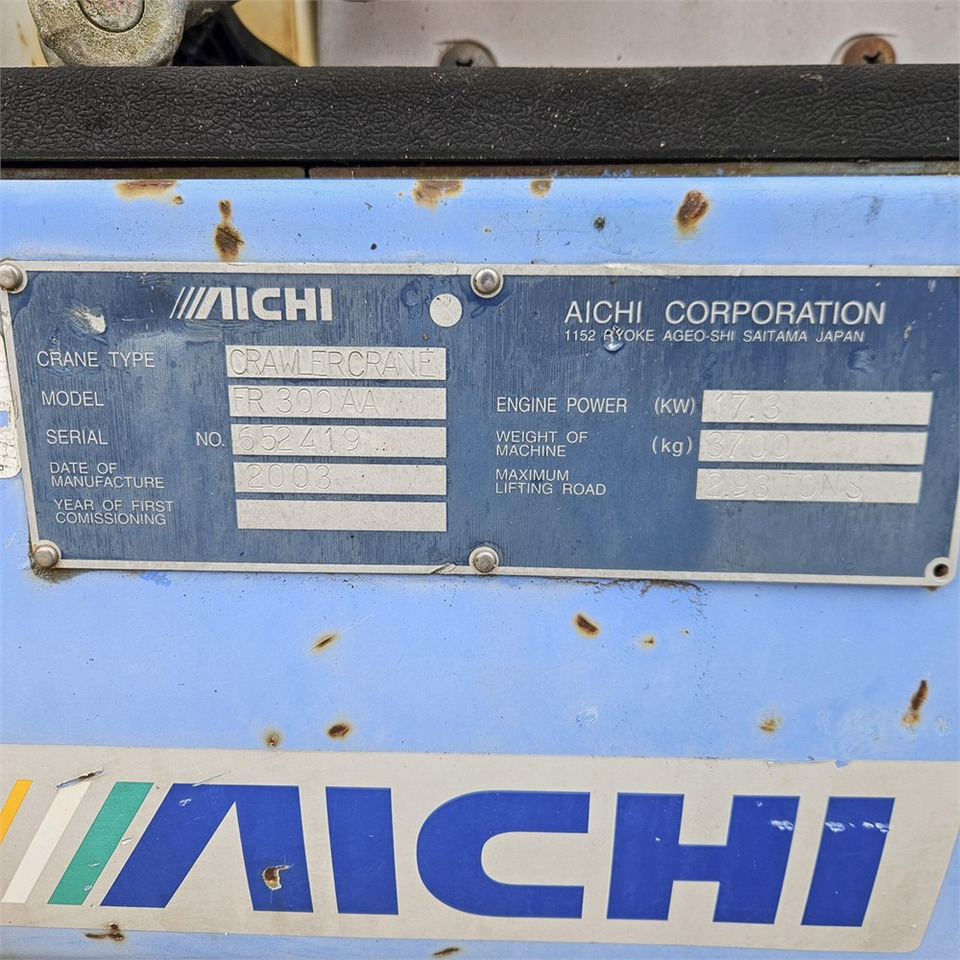 AICHI
CRANE TYPE CRAWLERCRANE
MODEL FR 300AA
SERIAL NO. 652419
DATE OF
MANUFACTURE 2003
YEAR OF FIRST
COMISSIONING
AICHI CORPORATION
1152 RYOKE AGEO-SHI SAITAMA JAPAN
ENGINE POWER (KW) 17.3
WEIGHT OF
MACHINE (kg) 3700
MAXIMUM
LIFTING ROAD 2.93 TONS
AICHI